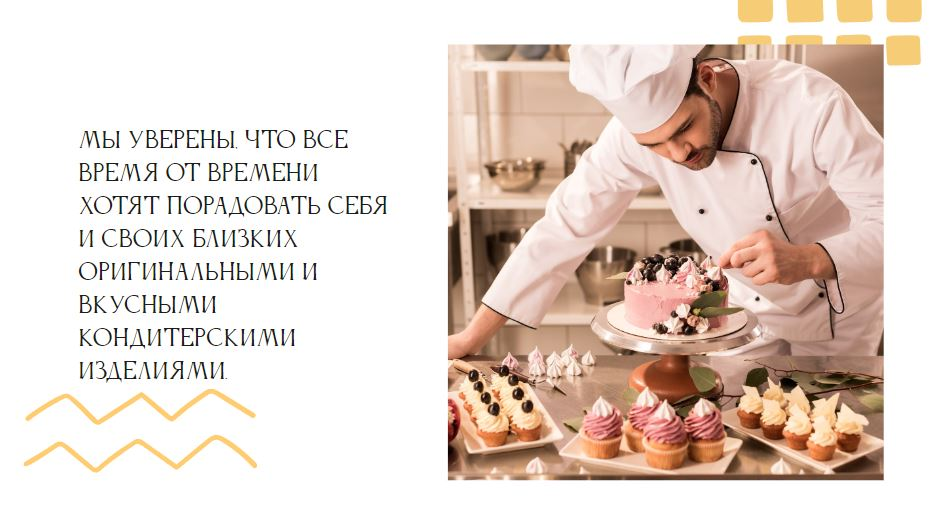 МЫ УВЕРЕНЫ, ЧТО ВСЕ
ВРЕМЯ ОТ ВРЕМЕНИ
ХОТЯТ ПОРАДОВАТЬ СЕБЯ
И СВОИХ БЛИЗКИХ
ОРИГИНАЛЬНЫМИ И
ВКУСНЫМИ
КОНДИТЕРСКИМИ
ИЗДЕЛИЯМИ.